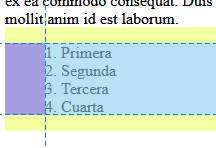 ex ea commodo consequat. Duis
mollit anim id est laborum.
1. Primera
2. Segunda
3. Tercera
4. Cuarta